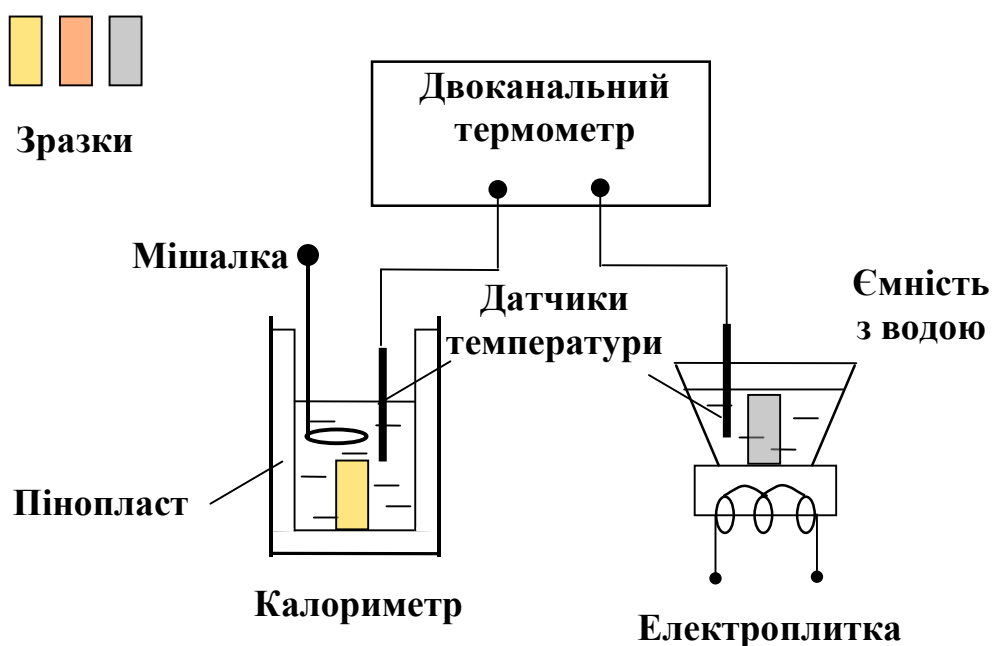 Зразки
Двоканальний
термометр
Мішалка
Датчики
температури
Ємність
з водою
Пінопласт
Калориметр
Електроплитка